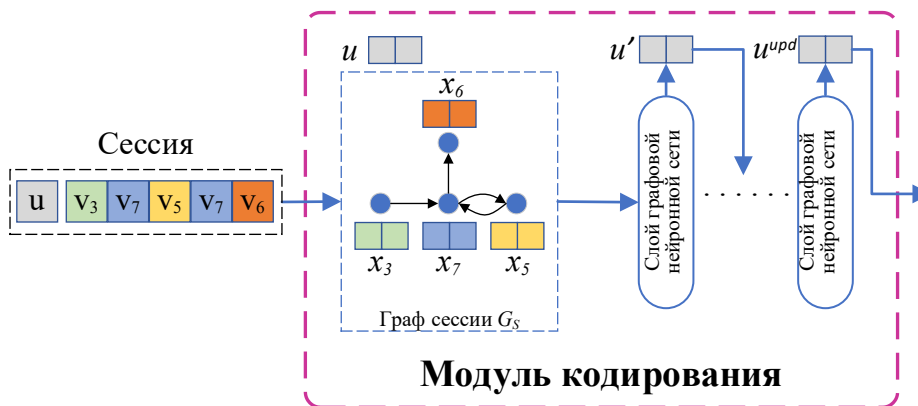 Сессия
u v3 v7 v5 v7 v6
u
x6
x3 x7 x5
Граф сессии GS
u′
Слой графовой
нейронной сети
. . . . . .
uupd
Слой графовой
нейронной сети
Модуль кодирования